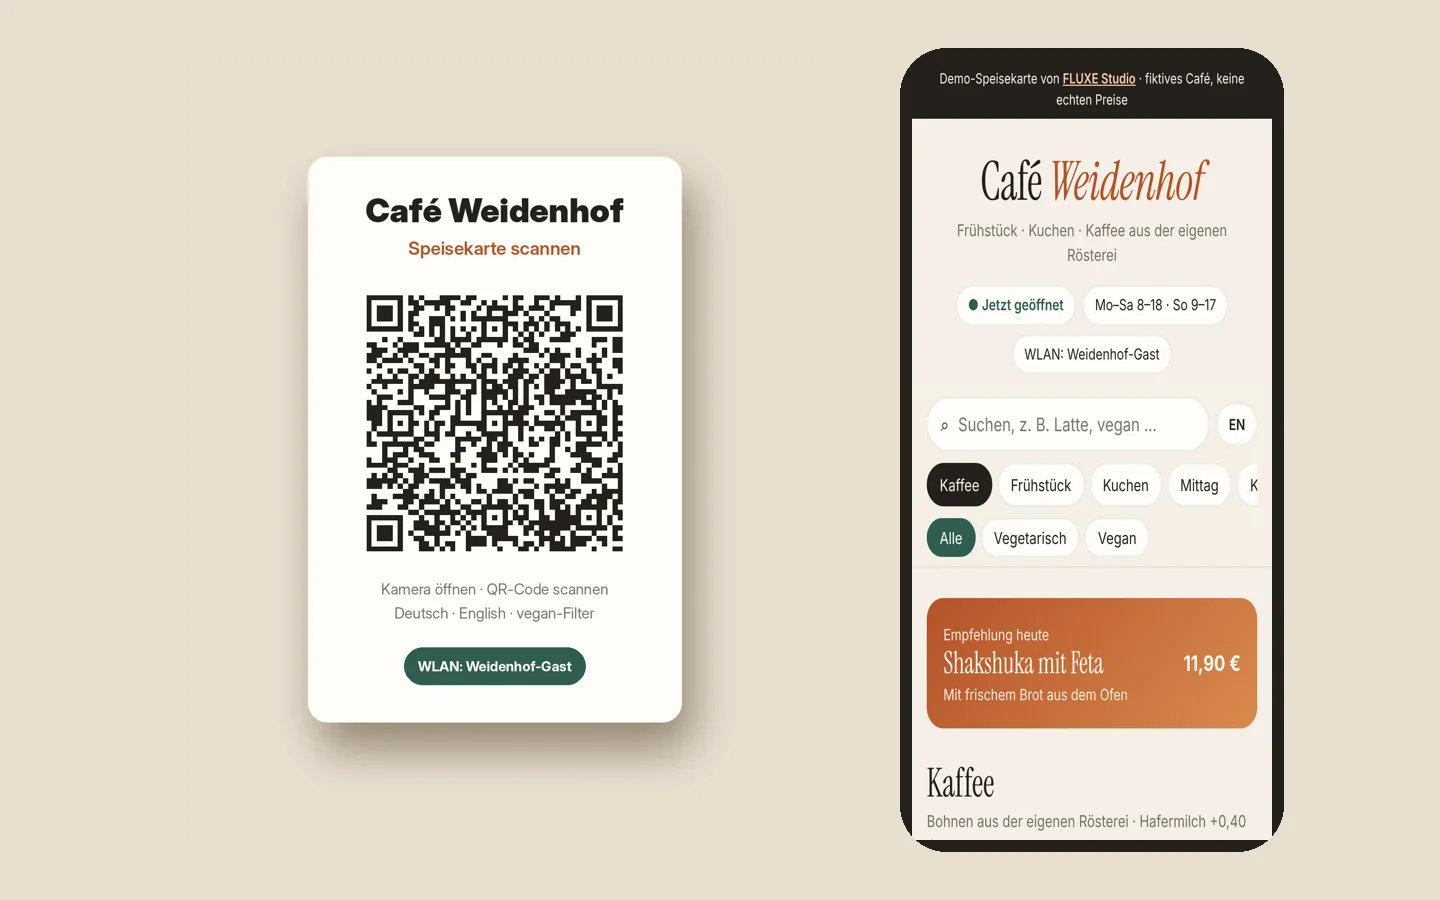 Café Weidenhof
Speisekarte scannen
Kamera öffnen · QR-Code scannen
Deutsch · English · vegan-Filter
WLAN: Weidenhof-Gast
Demo-Speisekarte von FLUXE Studio · fiktives Café, keine
echten Preise
Café Weidenhof
Frühstück · Kuchen · Kaffee aus der eigenen
Rösterei
Jetzt geöffnet
Mo–Sa 8–18 · So 9–17
WLAN: Weidenhof-Gast
Suchen, z. B. Latte, vegan ...
EN
Kaffee Frühstück Kuchen Mittag K
Alle Vegetarisch Vegan
Empfehlung heute
Shakshuka mit Feta
11,90 €
Mit frischem Brot aus dem Ofen
Kaffee
Bohnen aus der eigenen Rösterei · Hafermilch +0,40